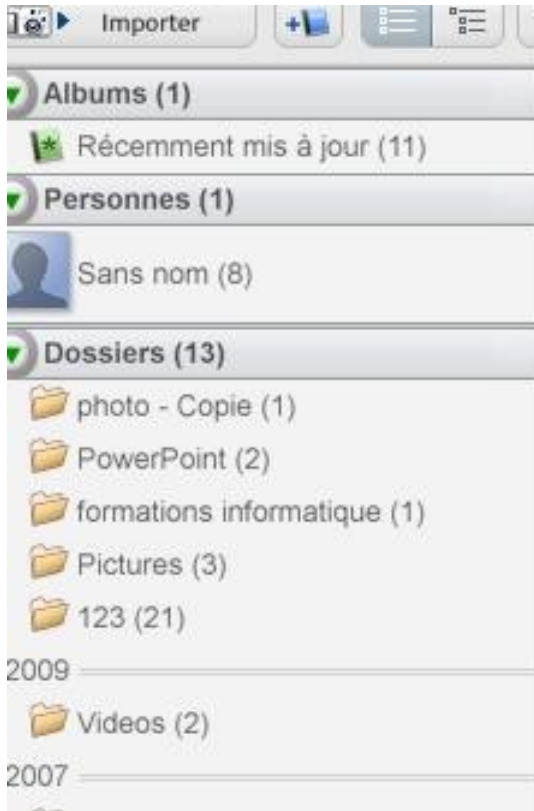 Importer
Albums (1)
Récemment mis à jour (11)
Personnes (1)
Sans nom (8)
Dossiers (13)
photo - Copie (1)
PowerPoint (2)
formations informatique (1)
Pictures (3)
123 (21)
2009
Videos (2)
2007